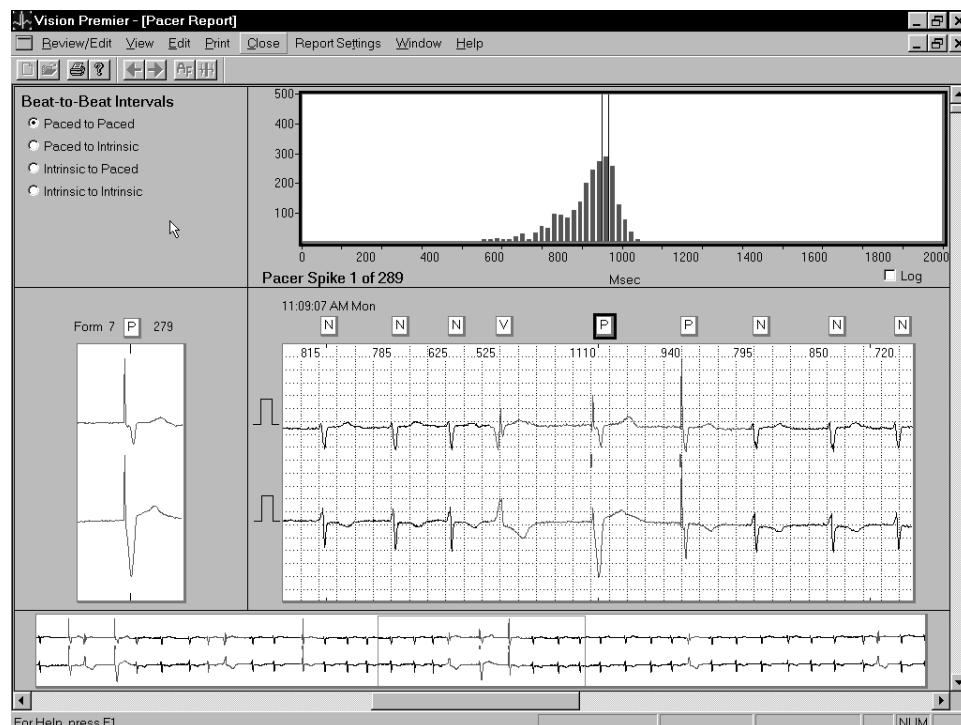 Vision Premier - [Pacer Report]
Review/Edit View Edit Print Close Report Settings Window Help
AF
Beat-to-Beat Intervals
Paced to Paced
Paced to Intrinsic
Intrinsic to Paced
Intrinsic to Intrinsic
500
400
300
200
100
200 400 600 800 1000 1200 1400 1600 1800 2000
Pacer Spike 1 of 289
Msec
Log
11:09:07 AM Mon
Form 7 P 279
N N N V P P N N N
815 785 625 525 1110 940 795 850 720
For Help, press F1
NUM